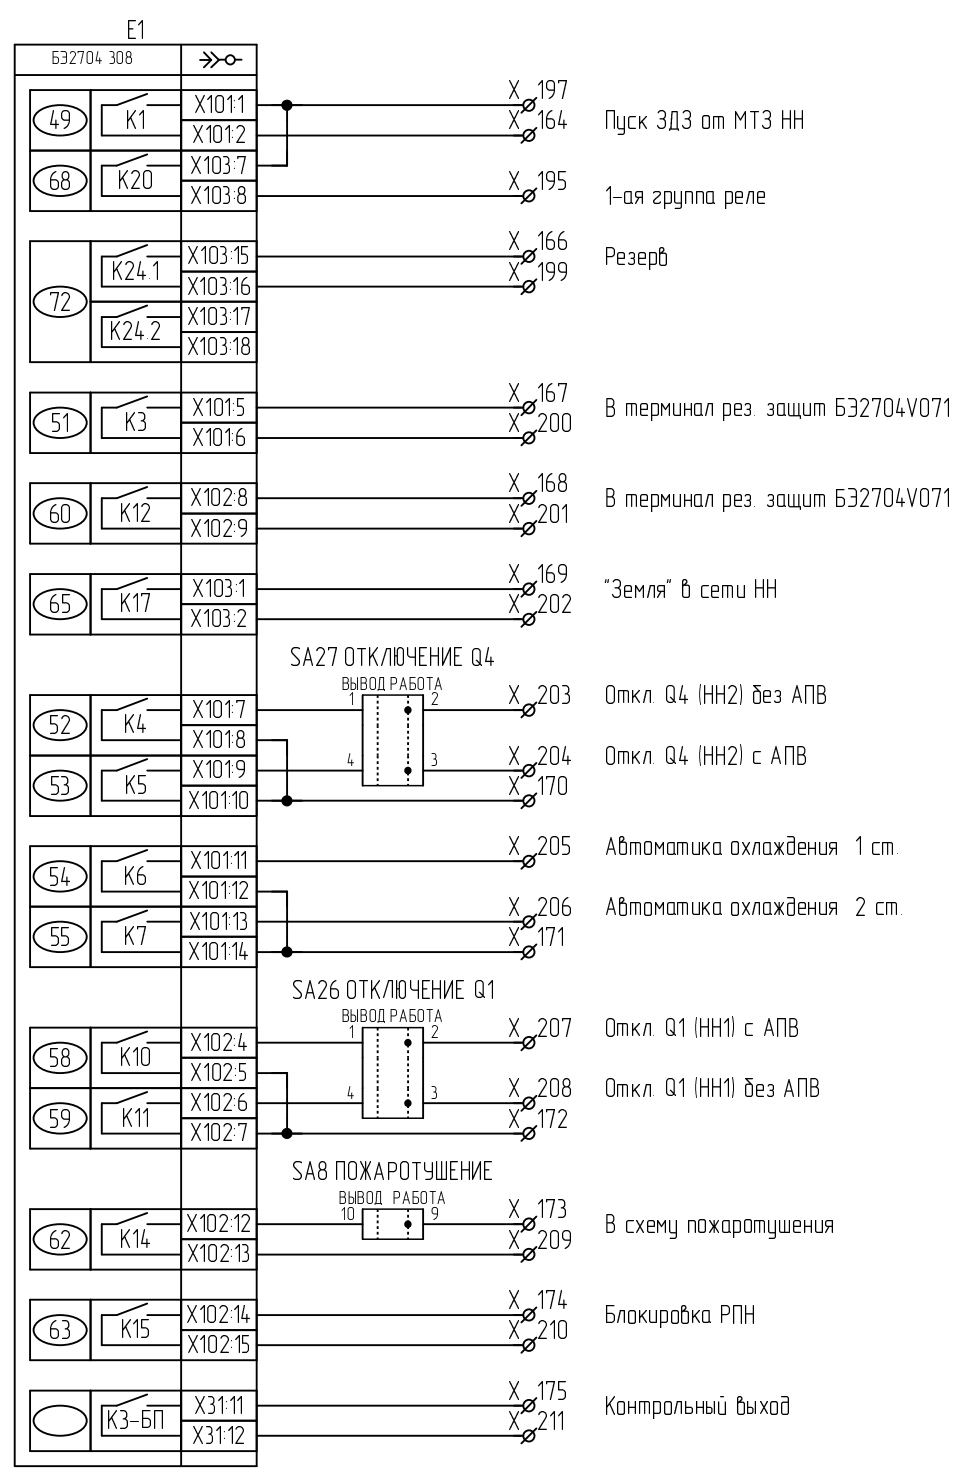 E1
БЭ2704 308
49 K1 X101:1 X 197
X101:2 X 164 Пуск ЗДЗ от МТЗ НН
68 K20 X103:7
X103:8 X 195 1-ая группа реле
72 K24.1 X103:15 X 166 Резерв
X103:16 X 199
K24.2 X103:17
X103:18
51 K3 X101:5 X 167 В терминал рез. защит БЭ2704V071
X101:6 X 200
60 K12 X102:8 X 168 В терминал рез. защит БЭ2704V071
X102:9 X 201
65 K17 X103:1 X 169 "Земля" в сети НН
X103:2 X 202
SA27 ОТКЛЮЧЕНИЕ Q4
ВЫВОД РАБОТА
52 K4 X101:7 1 2 X 203 Откл. Q4 (НН2) без АПВ
X101:8
53 K5 X101:9 4 3 X 204 Откл. Q4 (НН2) с АПВ
X101:10 X 170
54 K6 X101:11 X 205 Автоматика охлаждения 1 ст.
X101:12
55 K7 X101:13 X 206 Автоматика охлаждения 2 ст.
X101:14 X 171
SA26 ОТКЛЮЧЕНИЕ Q1
ВЫВОД РАБОТА
58 K10 X102:4 1 2 X 207 Откл. Q1 (НН1) с АПВ
X102:5
59 K11 X102:6 4 3 X 208 Откл. Q1 (НН1) без АПВ
X102:7 X 172
SA8 ПОЖАРОТУШЕНИЕ
ВЫВОД РАБОТА
62 K14 X102:12 10 9 X 173 В схему пожаротушения
X102:13 X 209
63 K15 X102:14 X 174 Блокировка РПН
X102:15 X 210
K3-БП X31:11 X 175 Контрольный выход
X31:12 X 211